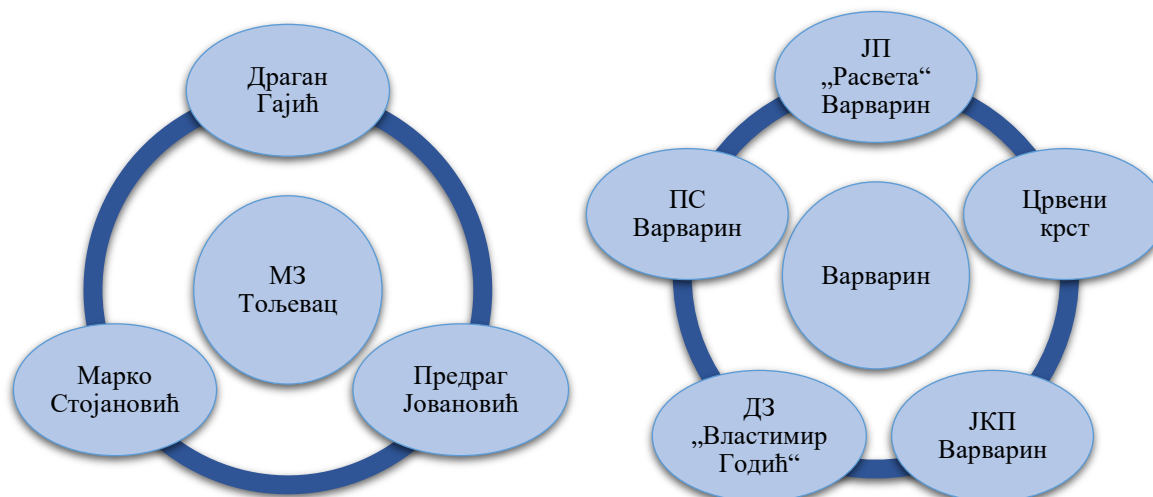 Драган
Гајић
МЗ
Тољевац
Марко
Стојановић
Предраг
Јовановић
ЈП
„Расвета“
Варварин
ПС
Варварин
Црвени
крст
Варварин
ДЗ
„Властимир
Годић“
ЈКП
Варварин